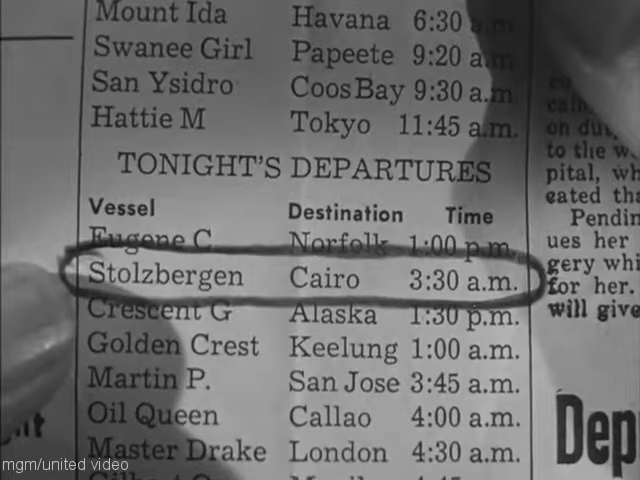 Mount Ida Havana 6:30 a.m.
Swanee Girl Papeete 9:20 a.m.
San Ysidro Coos Bay 9:30 a.m.
Hattie M Tokyo 11:45 a.m.
TONIGHT'S DEPARTURES
Vessel Destination Time
Eugene C Norfolk 1:00 p.m.
Stolzbergen Cairo 3:30 a.m.
Crescent G Alaska 1:30 p.m.
Golden Crest Keelung 1:00 a.m.
Martin P. San Jose 3:45 a.m.
Oil Queen Callao 4:00 a.m.
Master Drake London 4:30 a.m.
on dut
to the w
pital, wh
eated tha
Pendin
ues her
gery whi
for her.
will give
Dep
mgm/united video